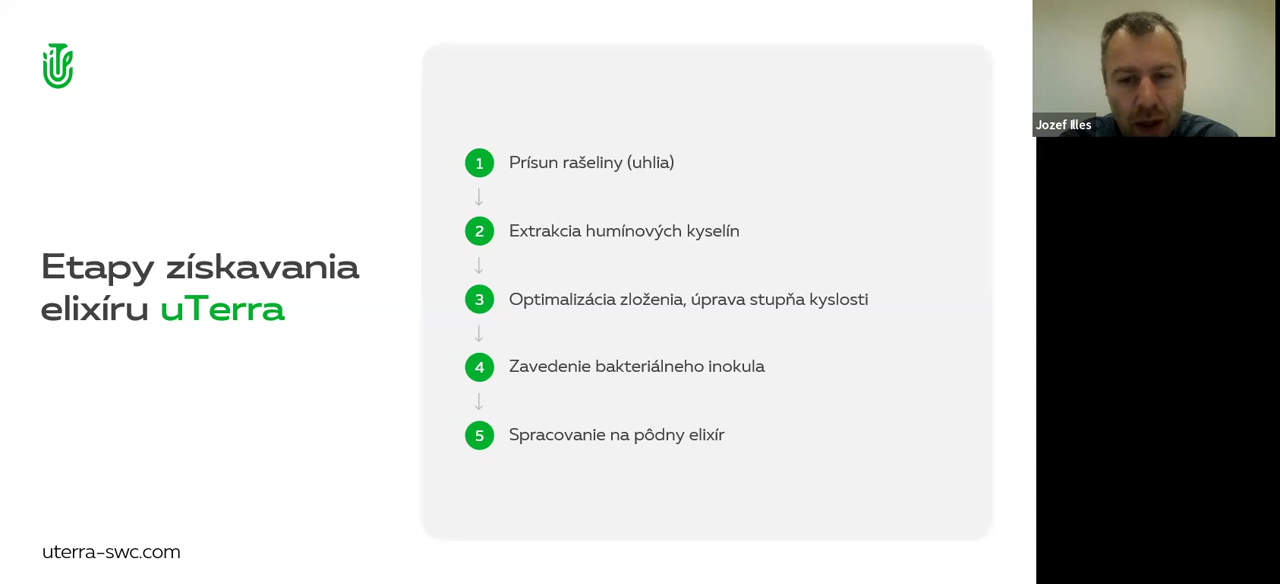 Etapy získavania
elixíru uTerra
1 Prísun rašeliny (uhlia)
2 Extrakcia humínových kyselín
3 Optimalizácia zloženia, úprava stupňa kyslosti
4 Zavedenie bakteriálneho inokula
5 Spracovanie na pôdny elixír
uterra-swc.com
Jozef Illes